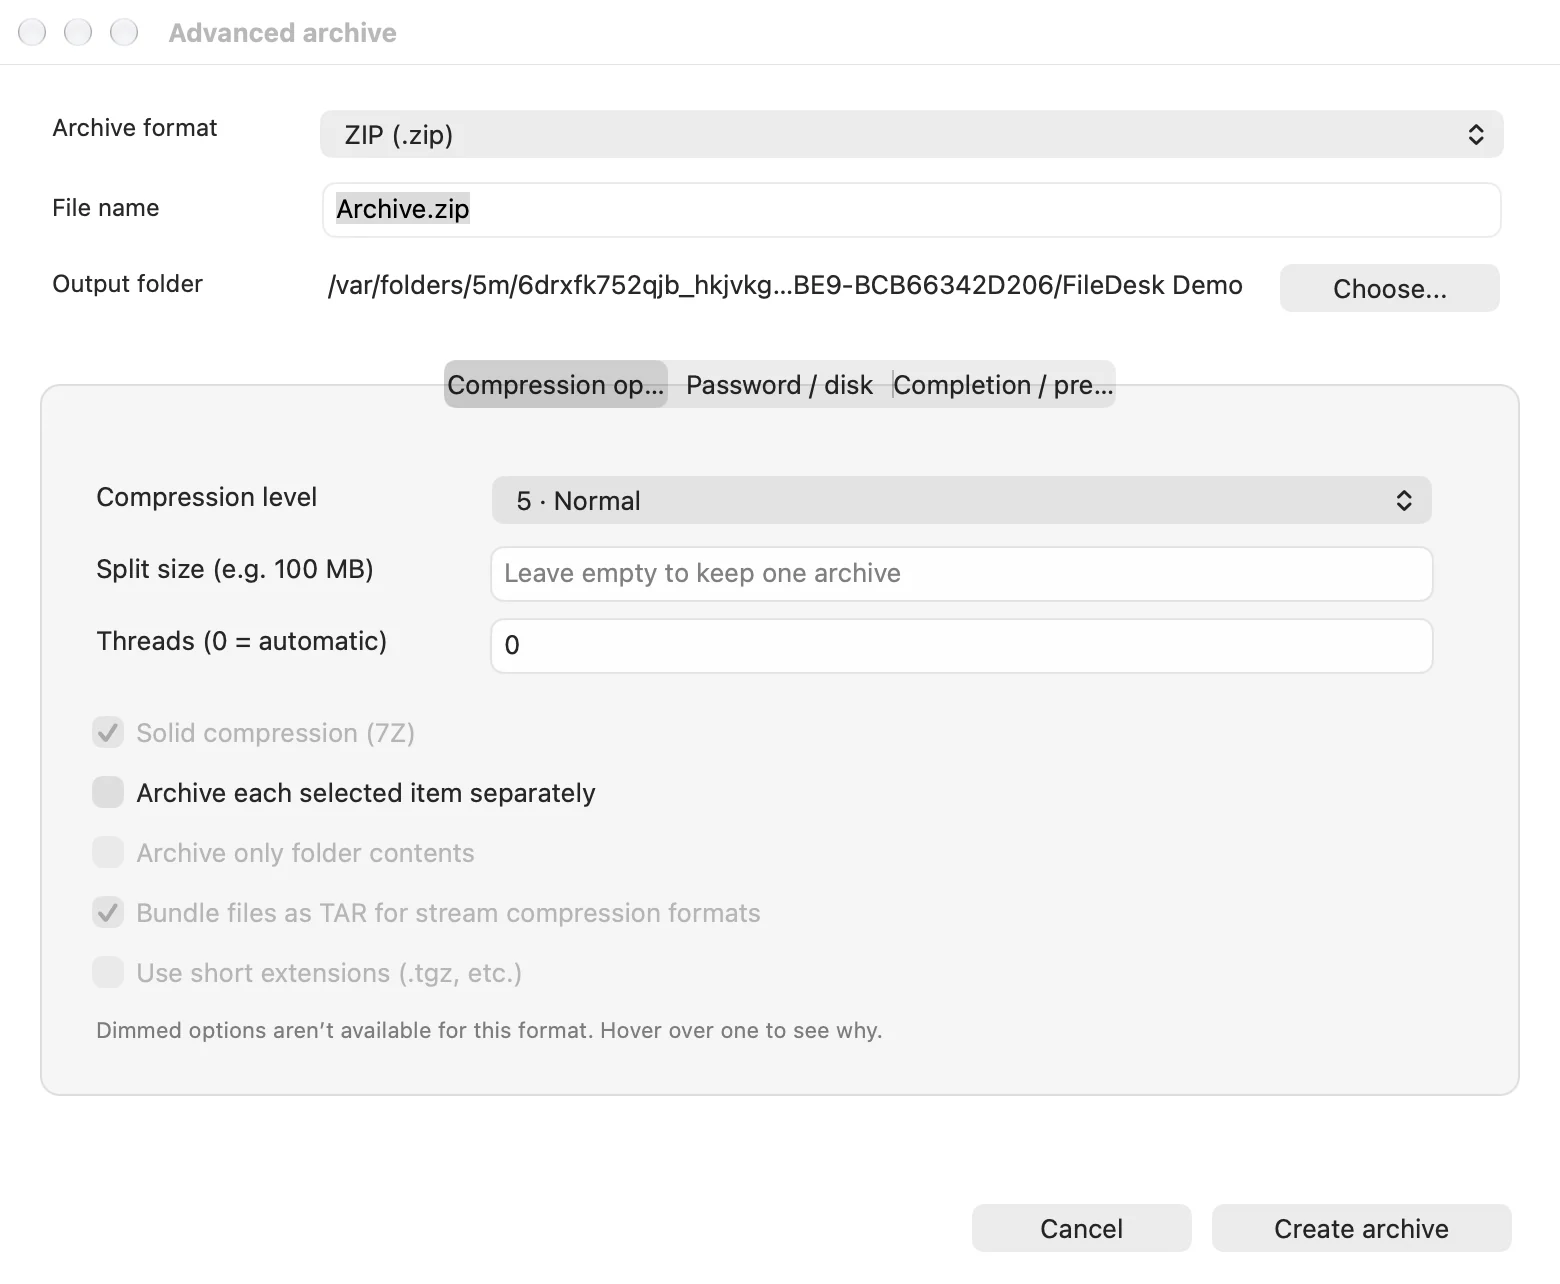 Advanced archive
Archive format
ZIP (.zip)
File name
Archive.zip
Output folder
/var/folders/5m/6drxfk752qjb_hkjvkg...BE9-BCB66342D206/FileDesk Demo
Choose...
Compression op...
Password / disk
Completion / pre...
Compression level
5 · Normal
Split size (e.g. 100 MB)
Leave empty to keep one archive
Threads (0 = automatic)
0
Solid compression (7Z)
Archive each selected item separately
Archive only folder contents
Bundle files as TAR for stream compression formats
Use short extensions (.tgz, etc.)
Dimmed options aren’t available for this format. Hover over one to see why.
Cancel
Create archive